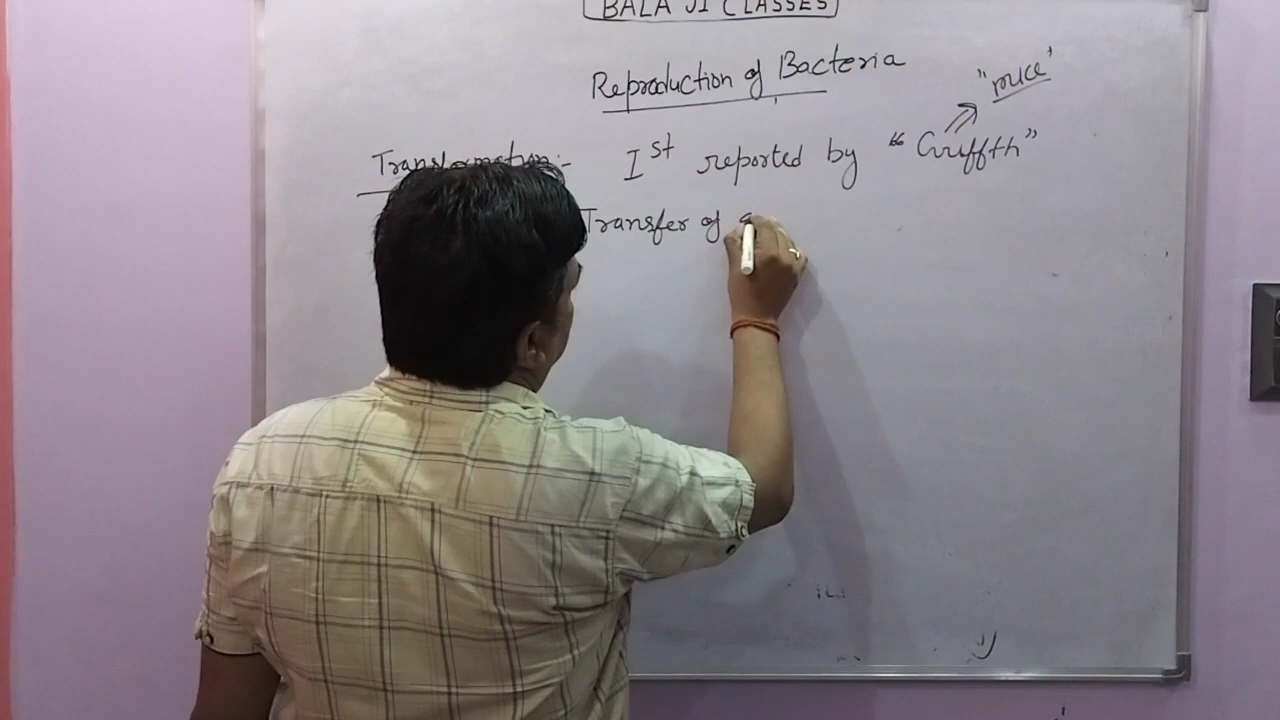 BALA JI CLASSES
Reproduction of Bacteria
"mice"
Transformation:- Ist reported by "Griffth"
Transfer of